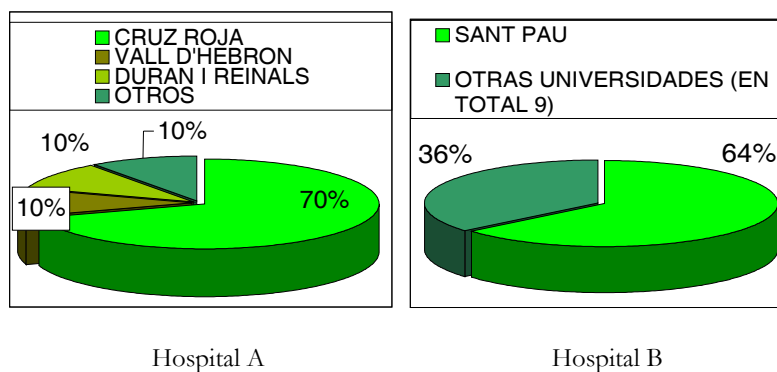 CRUZ ROJA
VALL D'HEBRON
DURAN I REINALS
OTROS
10%
10%
10%
70%
Hospital A
SANT PAU
OTRAS UNIVERSIDADES (EN
TOTAL 9)
36%
64%
Hospital B